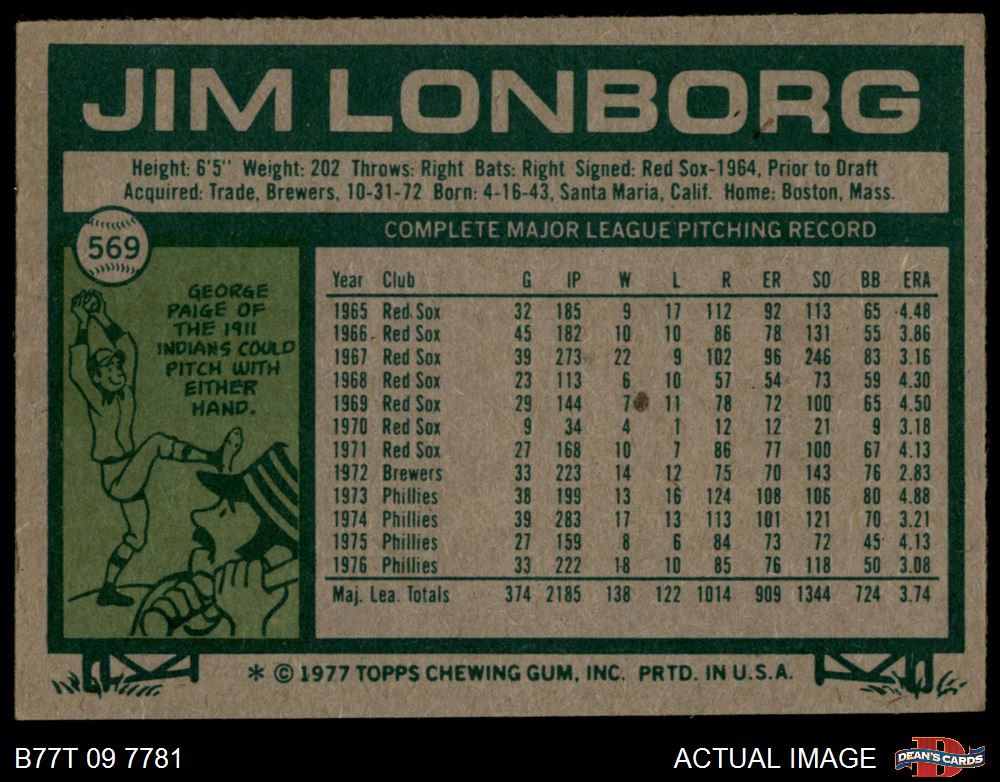 JIM LONBORG
Height: 6'5" Weight: 202 Throws: Right Bats: Right Signed: Red Sox-1964, Prior to Draft
Acquired: Trade, Brewers, 10-31-72 Born: 4-16-43, Santa Maria, Calif. Home: Boston, Mass.
569
COMPLETE MAJOR LEAGUE PITCHING RECORD
GEORGE
PAIGE OF
THE 1911
INDIANS COULD
PITCH WITH
EITHER
HAND.
Year Club G IP W L R ER SO BB ERA
1965 Red Sox 32 185 9 17 112 92 113 65 4.48
1966 Red Sox 45 182 10 10 86 78 131 55 3.86
1967 Red Sox 39 273 22 9 102 96 246 83 3.16
1968 Red Sox 23 113 6 10 57 54 73 59 4.30
1969 Red Sox 29 144 7 11 78 72 100 65 4.50
1970 Red Sox 9 34 4 1 12 12 21 9 3.18
1971 Red Sox 27 168 10 7 86 77 100 67 4.13
1972 Brewers 33 223 14 12 75 70 143 76 2.83
1973 Phillies 38 199 13 16 124 108 106 80 4.88
1974 Phillies 39 283 17 13 113 101 121 70 3.21
1975 Phillies 27 159 8 6 84 73 72 45 4.13
1976 Phillies 33 222 18 10 85 76 118 50 3.08
Maj. Lea. Totals 374 2185 138 122 1014 909 1344 724 3.74
* © 1977 TOPPS CHEWING GUM, INC. PRTD. IN U.S.A.
B77T 09 7781
ACTUAL IMAGE
D
DEAN'S CARDS